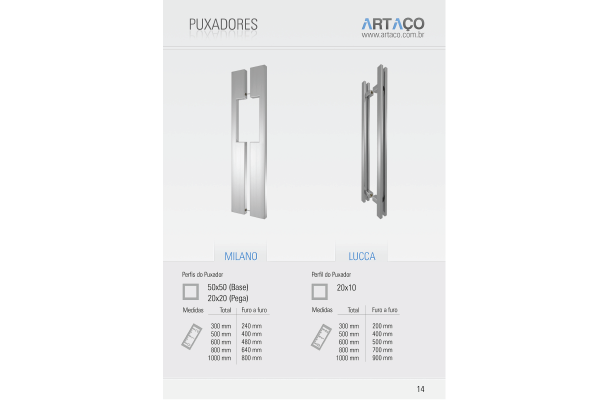 PUXADORES
ARTAÇO
www.artaco.com.br
MILANO
LUCCA
Perfis do Puxador
50x50 (Base)
20x20 (Pega)
Medidas Total Furo a furo
300 mm 240 mm
500 mm 400 mm
600 mm 480 mm
800 mm 640 mm
1000 mm 800 mm
Perfil do Puxador
20x10
Medidas Total Furo a furo
300 mm 200 mm
500 mm 400 mm
600 mm 500 mm
800 mm 700 mm
1000 mm 900 mm
14